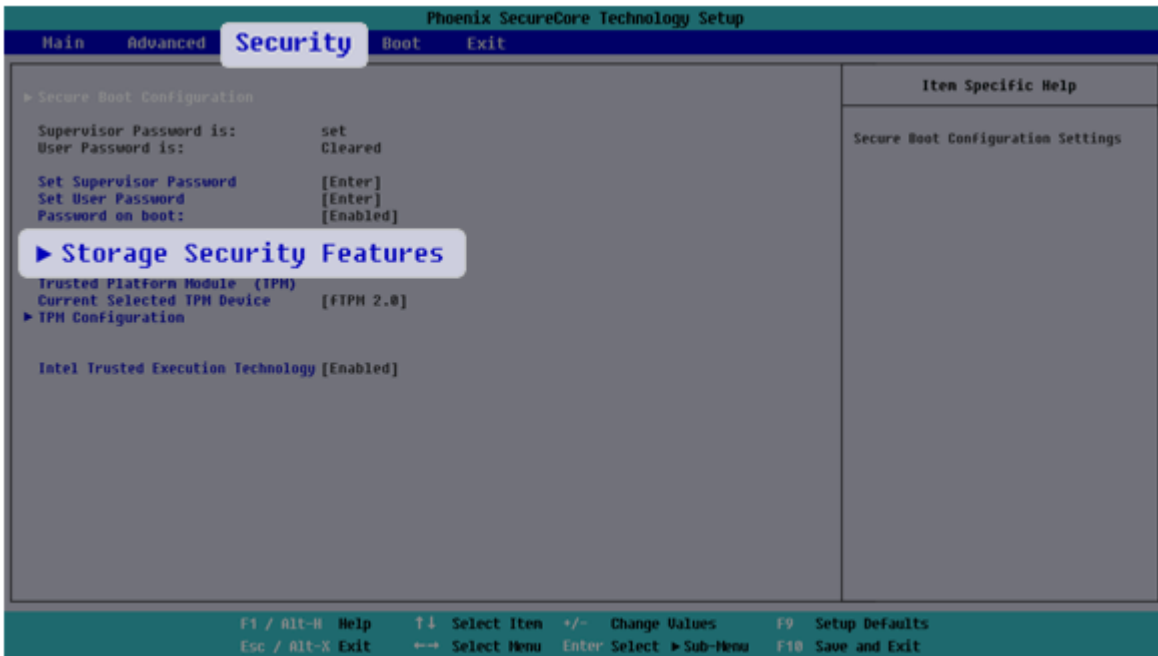 Phoenix SecureCore Technology Setup
Main Advanced Security Boot Exit
► Secure Boot Configuration
Supervisor Password is: set
User Password is: Cleared
Set Supervisor Password [Enter]
Set User Password [Enter]
Password on boot: [Enabled]
► Storage Security Features
Trusted Platform Module (TPM)
Current Selected TPM Device [fTPM 2.0]
► TPM Configuration
Intel Trusted Execution Technology [Enabled]
Item Specific Help
Secure Boot Configuration Settings
F1 / Alt-H Help ↑↓ Select Item +/- Change Values F9 Setup Defaults
Esc / Alt-X Exit ←→ Select Menu Enter Select ► Sub-Menu F10 Save and Exit